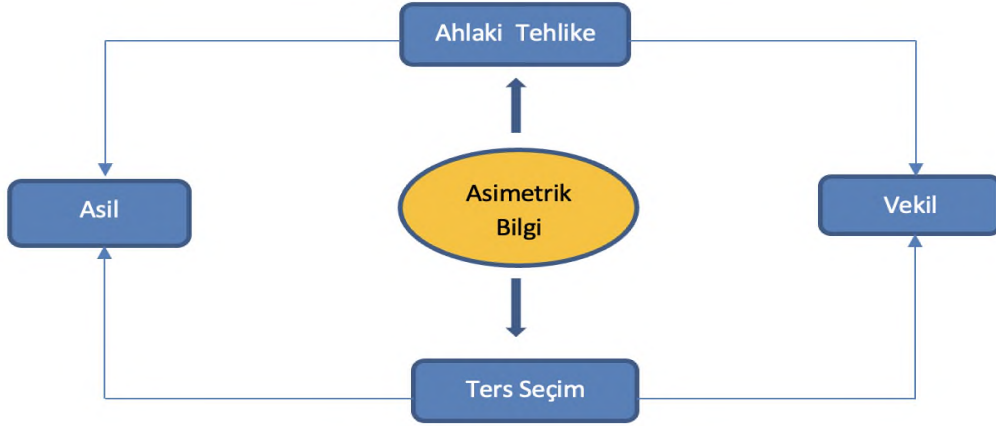 Ahlaki Tehlike
Asil
Asimetrik
Bilgi
Vekil
Ters Seçim